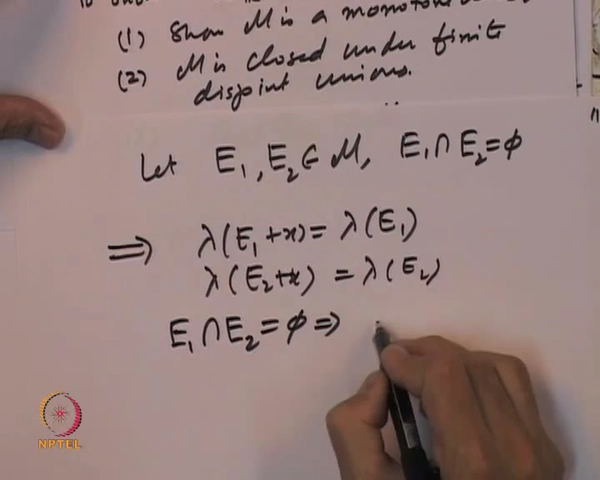 (1) Show M is a
(2) M is closed under finite
disjoint unions.
Let E₁, E₂ ∈ M, E₁ ∩ E₂ = ϕ
⇒ λ(E₁+x) = λ(E₁)
λ(E₂+x) = λ(E₂)
E₁ ∩ E₂ = ϕ ⇒
NPTEL